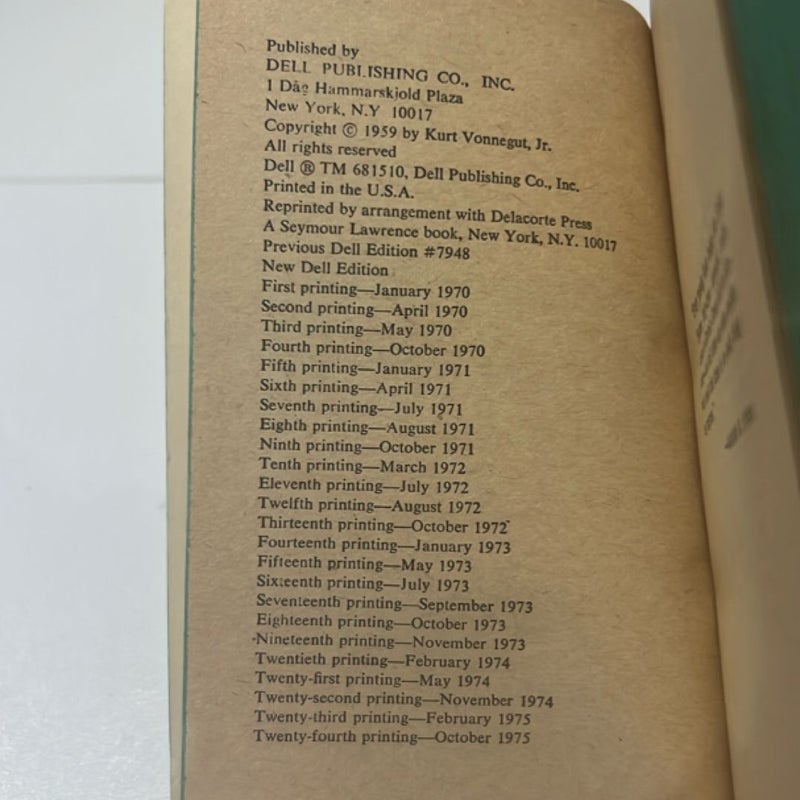 Published by
DELL PUBLISHING CO., INC.
1 Dag Hammarskjold Plaza
New York, N.Y 10017
Copyright © 1959 by Kurt Vonnegut, Jr.
All rights reserved
Dell ® TM 681510, Dell Publishing Co., Inc.
Printed in the U.S.A.
Reprinted by arrangement with Delacorte Press
A Seymour Lawrence book, New York, N.Y. 10017
Previous Dell Edition #7948
New Dell Edition
First printing—January 1970
Second printing—April 1970
Third printing—May 1970
Fourth printing—October 1970
Fifth printing—January 1971
Sixth printing—April 1971
Seventh printing—July 1971
Eighth printing—August 1971
Ninth printing—October 1971
Tenth printing—March 1972
Eleventh printing—July 1972
Twelfth printing—August 1972
Thirteenth printing—October 1972
Fourteenth printing—January 1973
Fifteenth printing—May 1973
Sixteenth printing—July 1973
Seventeenth printing—September 1973
Eighteenth printing—October 1973
Nineteenth printing—November 1973
Twentieth printing—February 1974
Twenty-first printing—May 1974
Twenty-second printing—November 1974
Twenty-third printing—February 1975
Twenty-fourth printing—October 1975